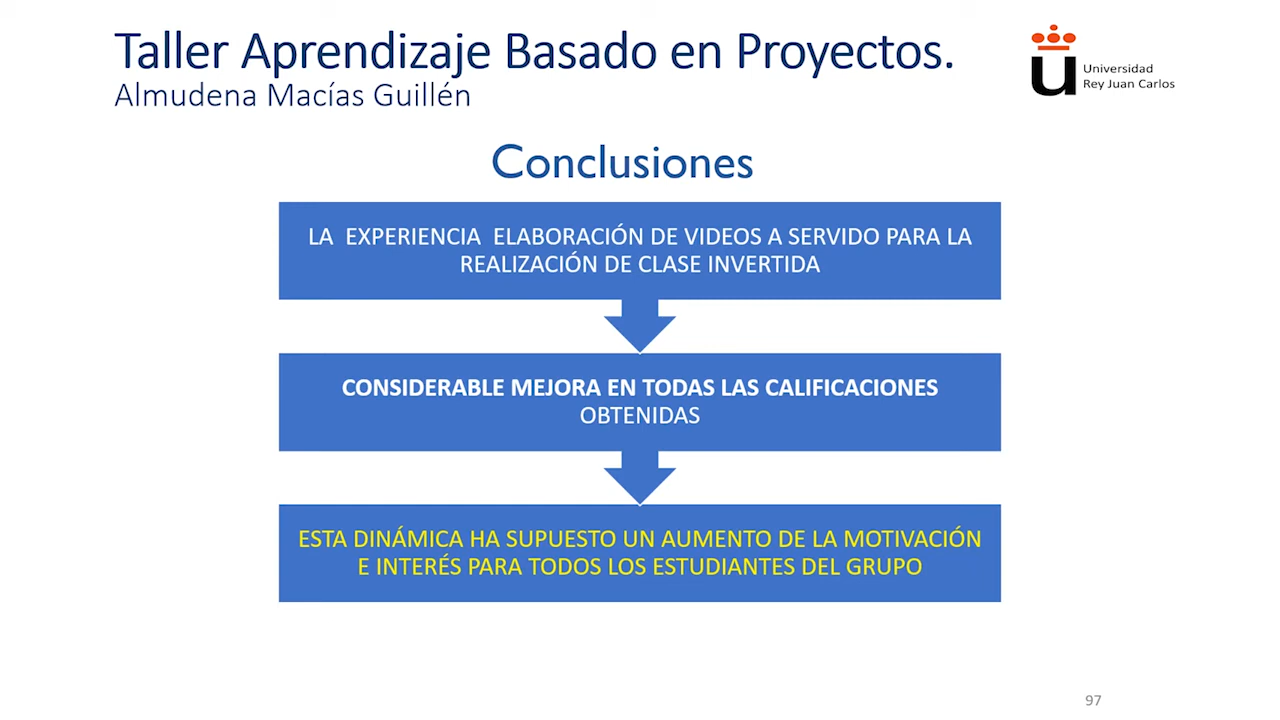 Taller Aprendizaje Basado en Proyectos.
Almudena Macías Guillén
Universidad
Rey Juan Carlos
Conclusiones
LA EXPERIENCIA ELABORACIÓN DE VIDEOS A SERVIDO PARA LA
REALIZACIÓN DE CLASE INVERTIDA
CONSIDERABLE MEJORA EN TODAS LAS CALIFICACIONES
OBTENIDAS
ESTA DINÁMICA HA SUPUESTO UN AUMENTO DE LA MOTIVACIÓN
E INTERÉS PARA TODOS LOS ESTUDIANTES DEL GRUPO
97